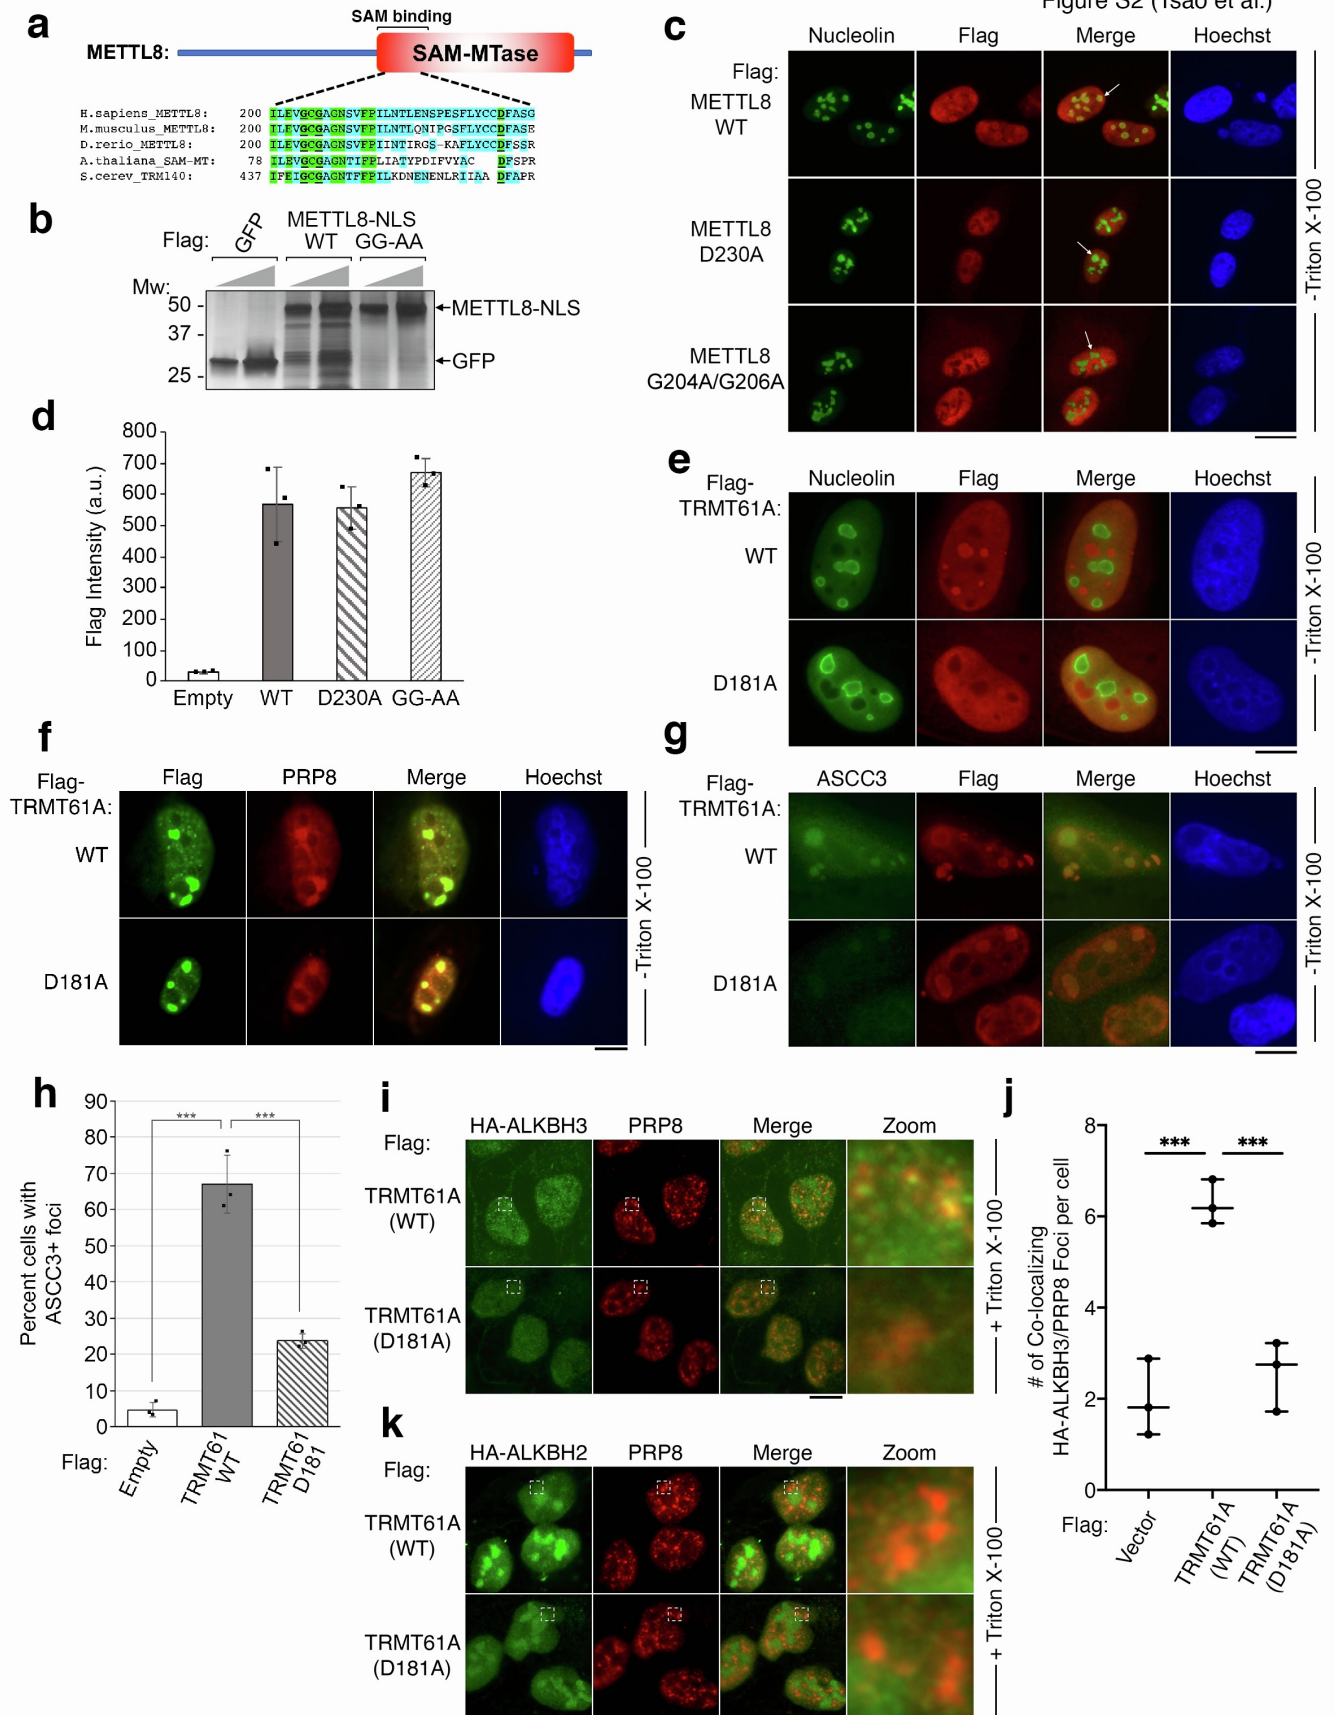 Figure S2 (Tsao et al.)
a
SAM binding
METTL8:
SAM-MTase
H.sapiens_METTL8: 200 ILEVGCGAGNSVFPILNTLENSPESFLYCCDFASG
M.musculus_METTL8: 200 ILEVGCGAGNSVFPILNTLQNIPGSFLYCCDFASE
D.rerio_METTL8: 200 ILEVGCGAGNSVFPIINTIRGS-KAFLYCCDFSSR
A.thaliana_SAM-MT: 78 ILEVGCGAGNTIFPLIATYPDIFVYAC DFSPR
S.cerev_TRM140: 437 IFEIGCGAGNTFFPILKDNENENLRIIAA DFAPR
b
Flag:
GFP
METTL8-NLS
WT GG-AA
Mw:
50 -
37 -
25 -
METTL8-NLS
GFP
c
Nucleolin Flag Merge Hoechst
Flag:
METTL8
WT
METTL8
D230A
METTL8
G204A/G206A
-Triton X-100
d
Flag Intensity (a.u.)
800
700
600
500
400
300
200
100
0
Empty WT D230A GG-AA
e
Nucleolin Flag Merge Hoechst
Flag-
TRMT61A:
WT
D181A
-Triton X-100
f
Flag PRP8 Merge Hoechst
Flag-
TRMT61A:
WT
D181A
-Triton X-100
g
ASCC3 Flag Merge Hoechst
Flag-
TRMT61A:
WT
D181A
-Triton X-100
h
Percent cells with
ASCC3+ foci
90
80
70
60
50
40
30
20
10
0
*** ***
Flag:
Empty
TRMT61
WT
TRMT61
D181
i
HA-ALKBH3 PRP8 Merge Zoom
Flag:
TRMT61A
(WT)
TRMT61A
(D181A)
+ Triton X-100
j
# of Co-localizing
HA-ALKBH3/PRP8 Foci per cell
8
6
4
2
0
*** ***
Flag:
Vector
TRMT61A
(WT)
TRMT61A
(D181A)
k
HA-ALKBH2 PRP8 Merge Zoom
Flag:
TRMT61A
(WT)
TRMT61A
(D181A)
+ Triton X-100